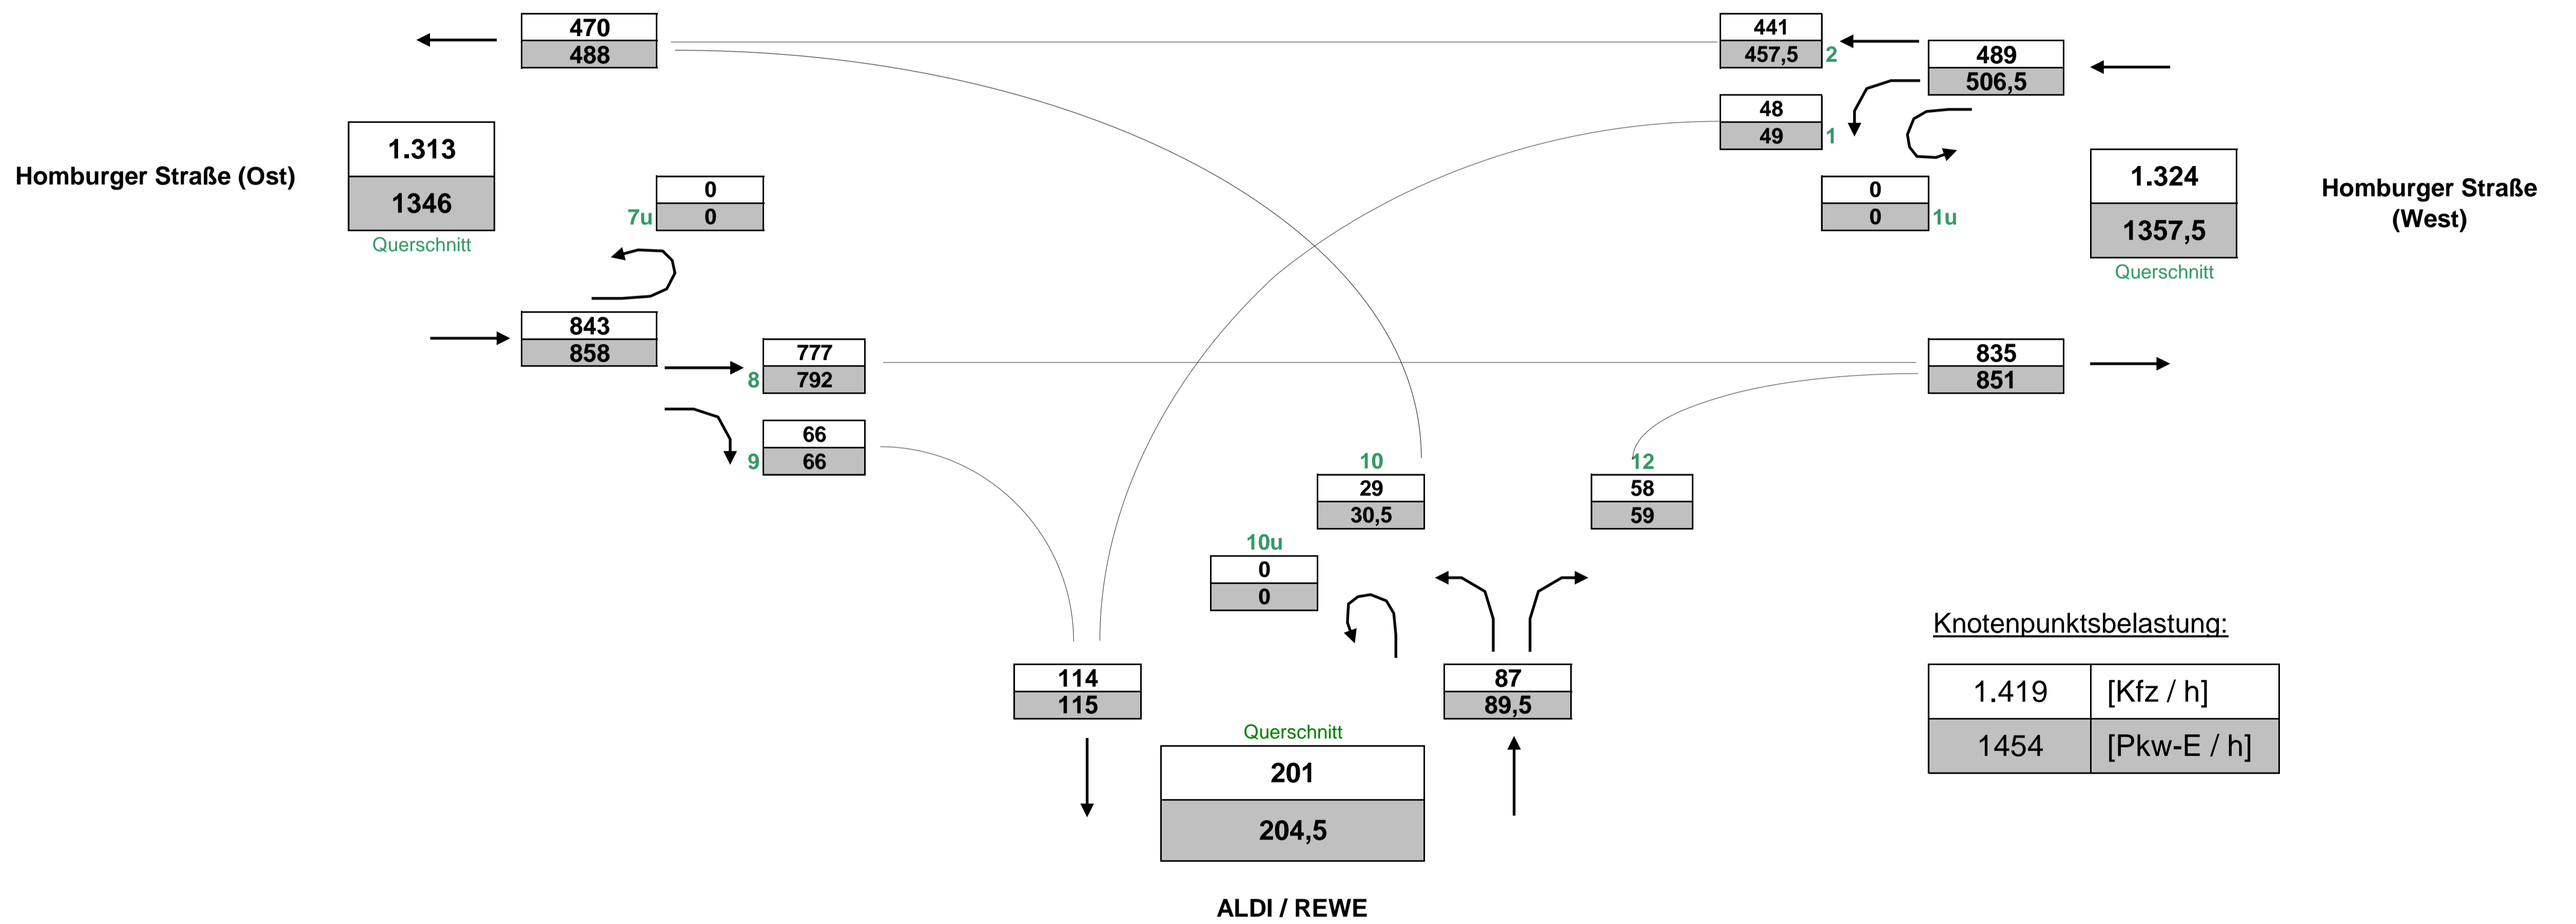 470
441
488
457,5 2
489
506,5
48
49 1
1.313
1346
Querschnitt
Homburger Straße (Ost)
0
7u 0
0
0 1u
1.324
1357,5
Querschnitt
Homburger Straße
(West)
843
858
777
8 792
835
851
66
9 66
10
29
30,5
12
58
59
10u
0
0
114
115
87
89,5
Querschnitt
201
204,5
ALDI / REWE
Knotenpunktsbelastung:
1.419 [Kfz / h]
1454 [Pkw-E / h]